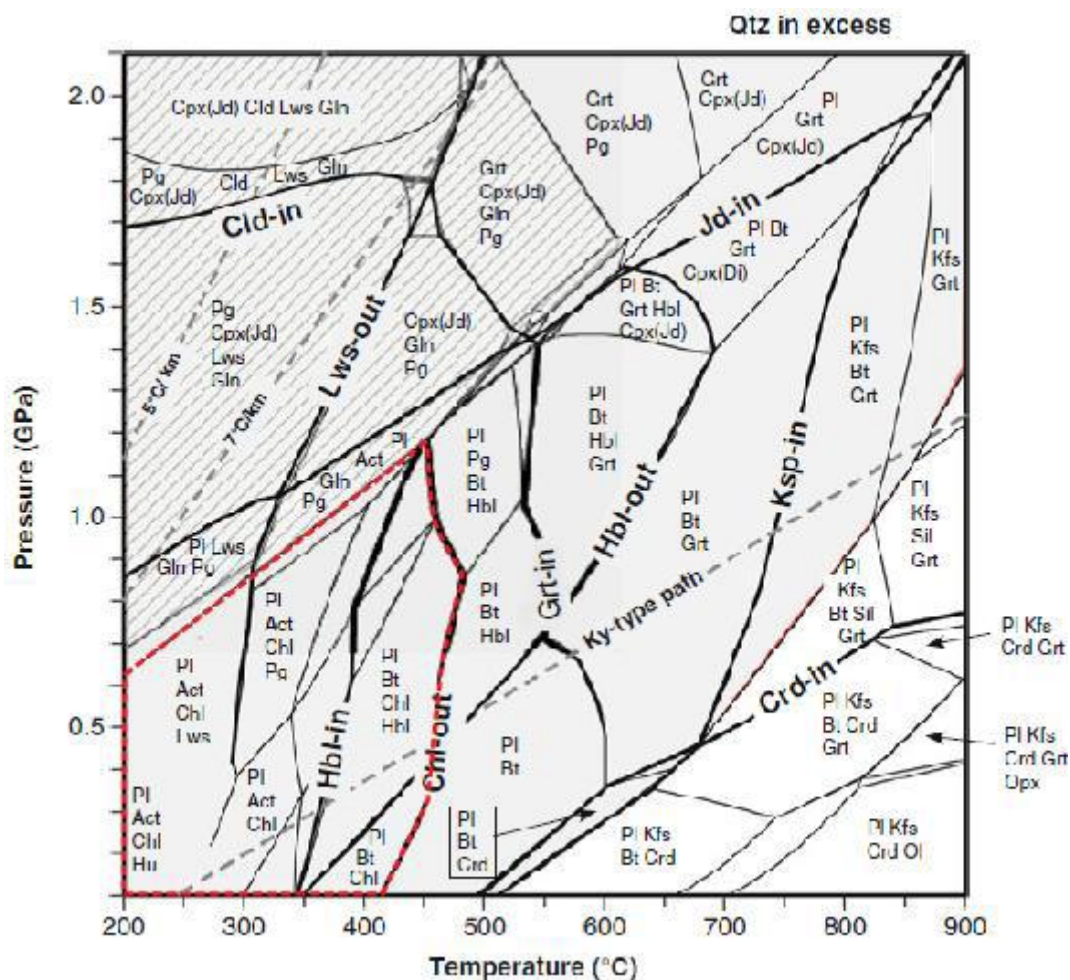 Qtz in excess
2.0
1.5
1.0
0.5
Pressure (GPa)
Cpx(Jd) Cld Lws Gln
Pg
Cpx(Jd)
Cld
Lws
Gln
Cld-in
Grt
Cpx(Jd)
Gln
Pg
Grt
Cpx(Jd)
Pg
Grt
Cpx(Jd)
Pl
Grt
Cpx(Jd)
Jd-in
Pl Bt
Grt
Cpx(Di)
Pl Bt
Grt Hbl
Cpx(Jd)
Pl
Kfs
Grt
Pg
Cpx(Jd)
Lws
Gln
5°C/km
7°C/km
Lws-out
Cpx(Jd)
Gln
Pg
Pl
Act
Gln
Pg
Pl Lws
Gln Pg
Pl
Pg
Bt
Hbl
Pl
Bt
Hbl
Grt
Hbl-out
Pl
Bt
Grt
Ksp-in
Pl
Kfs
Bt
Grt
Pl
Kfs
Sil
Grt
Pl
Kfs
Bt Sil
Grt
Pl
Act
Chl
Pg
Pl
Act
Chl
Lws
Pl
Bt
Chl
Hbl
Pl
Bt
Hbl
Grt-in
Ky-type path
Crd-in
Pl Kfs
Crd Grt
Pl Kfs
Bt Crd
Grt
Pl Kfs
Crd Grt
Opx
Hbl-in
Chl-out
Pl
Act
Chl
Pl
Act
Chl
Pl
Bt
Chl
Pl
Bt
Pl
Bt
Crd
Pl Kfs
Bt Crd
Pl Kfs
Crd Ol
200 300 400 500 600 700 800 900
Temperature (°C)